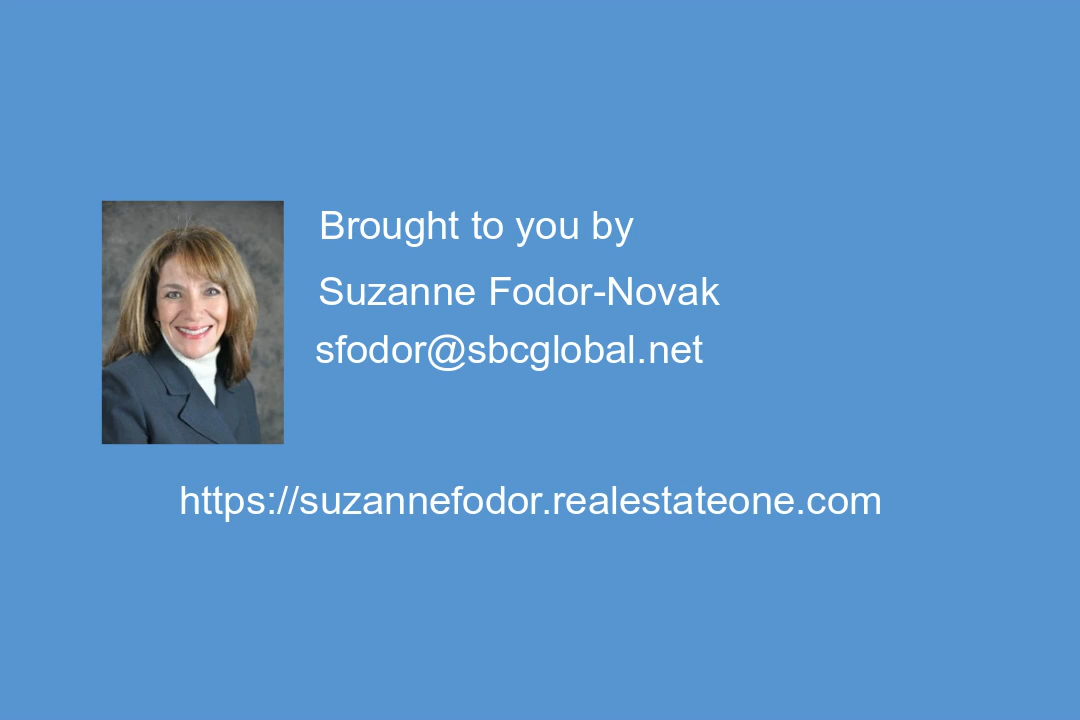 Brought to you by
Suzanne Fodor-Novak
sfodor@sbcglobal.net
https://suzannefodor.realestateone.com